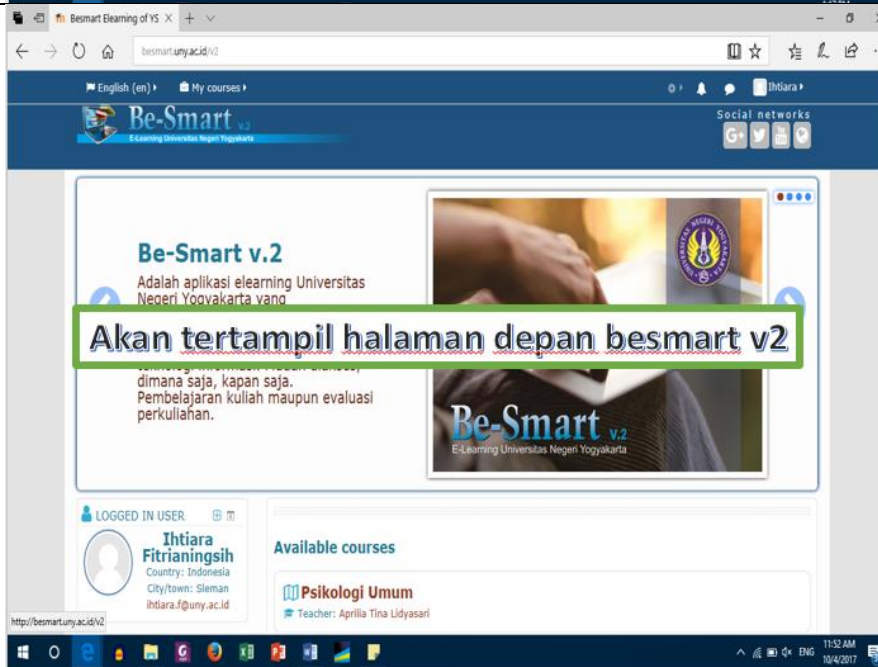 Besmart Elearning of YS
besmart.uny.ac.id/v2
English (en)
My courses
Ihtiara
Be-Smart v.2
E-Learning Universitas Negeri Yogyakarta
Social networks
Be-Smart v.2
Adalah aplikasi elearning Universitas
Negeri Yogyakarta yang
Akan tertampil halaman depan besmart v2
dimana saja, kapan saja.
Pembelajaran kuliah maupun evaluasi
perkuliahan.
UNIVERSITAS NEGERI YOGYAKARTA
Be-Smart v.2
E-Learning Universitas Negeri Yogyakarta
LOGGED IN USER
Ihtiara
Fitrianingsih
Country: Indonesia
City/town: Sleman
ihtiara.f@uny.ac.id
Available courses
Psikologi Umum
Teacher: Aprilia Tina Lidyasari
http://besmart.uny.ac.id/v2
ENG
11:52 AM
10/4/2017